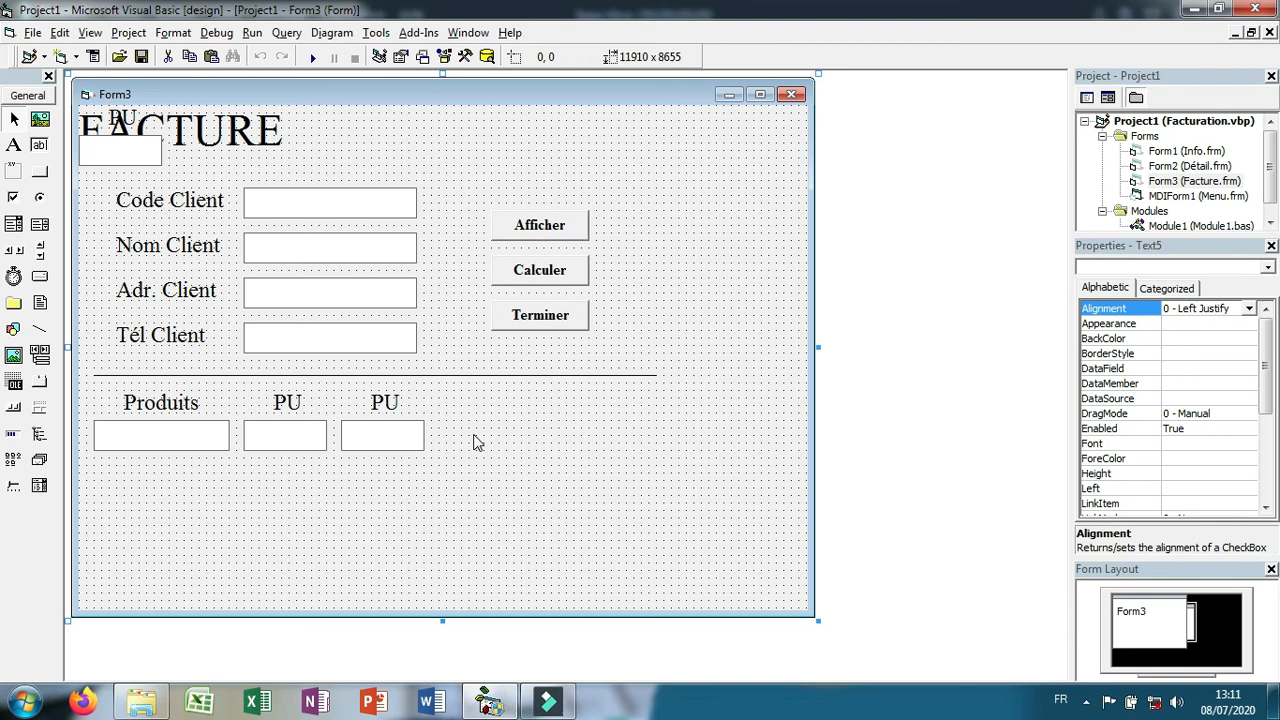 Project1 - Microsoft Visual Basic [design] - [Project1 - Form3 (Form)]
File Edit View Project Format Debug Run Query Diagram Tools Add-Ins Window Help
0, 0 11910 x 8655
General
Form3
PU
FACTURE
Code Client
Nom Client
Adr. Client
Tél Client
Afficher
Calculer
Terminer
Produits PU PU
Project - Project1
Project1 (Facturation.vbp)
Forms
Form1 (Info.frm)
Form2 (Détail.frm)
Form3 (Facture.frm)
MDIForm1 (Menu.frm)
Modules
Module1 (Module1.bas)
Properties - Text5
Alphabetic Categorized
Alignment 0 - Left Justify
Appearance
BackColor
BorderStyle
DataField
DataMember
DataSource
DragMode 0 - Manual
Enabled True
Font
ForeColor
Height
Left
LinkItem
Alignment
Returns/sets the alignment of a CheckBox
Form Layout
Form3
FR
13:11
08/07/2020